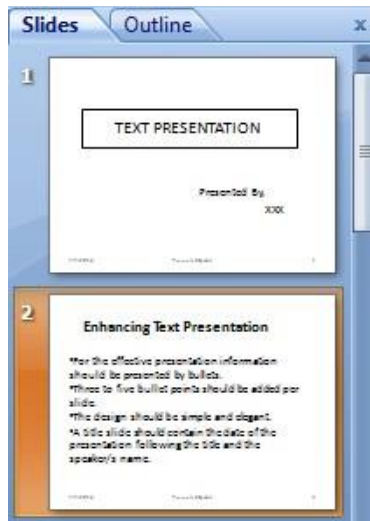 Slides Outline x
1
TEXT PRESENTATION
Presented By,
XXX
2
Enhancing Text Presentation
*For the effective presentation information
should be presented by bullets.
*Three to five bullet points should be added per
slide.
*The design should be simple and elegant.
*A title slide should contain the date of the
presentation following the title and the
speaker/s name.